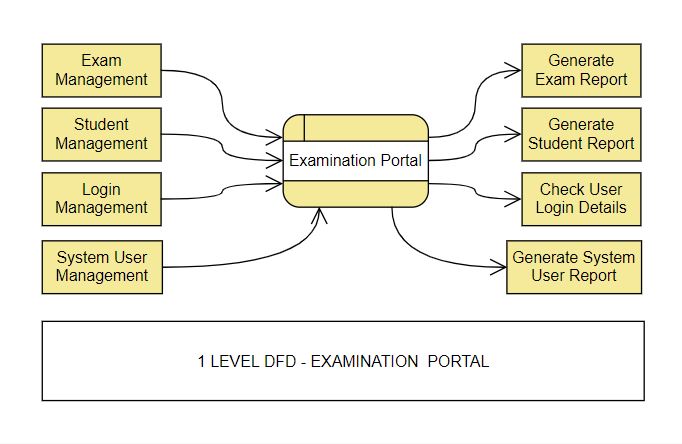 Exam
Management
Student
Management
Login
Management
System User
Management
Examination Portal
Generate
Exam Report
Generate
Student Report
Check User
Login Details
Generate System
User Report
1 LEVEL DFD - EXAMINATION PORTAL